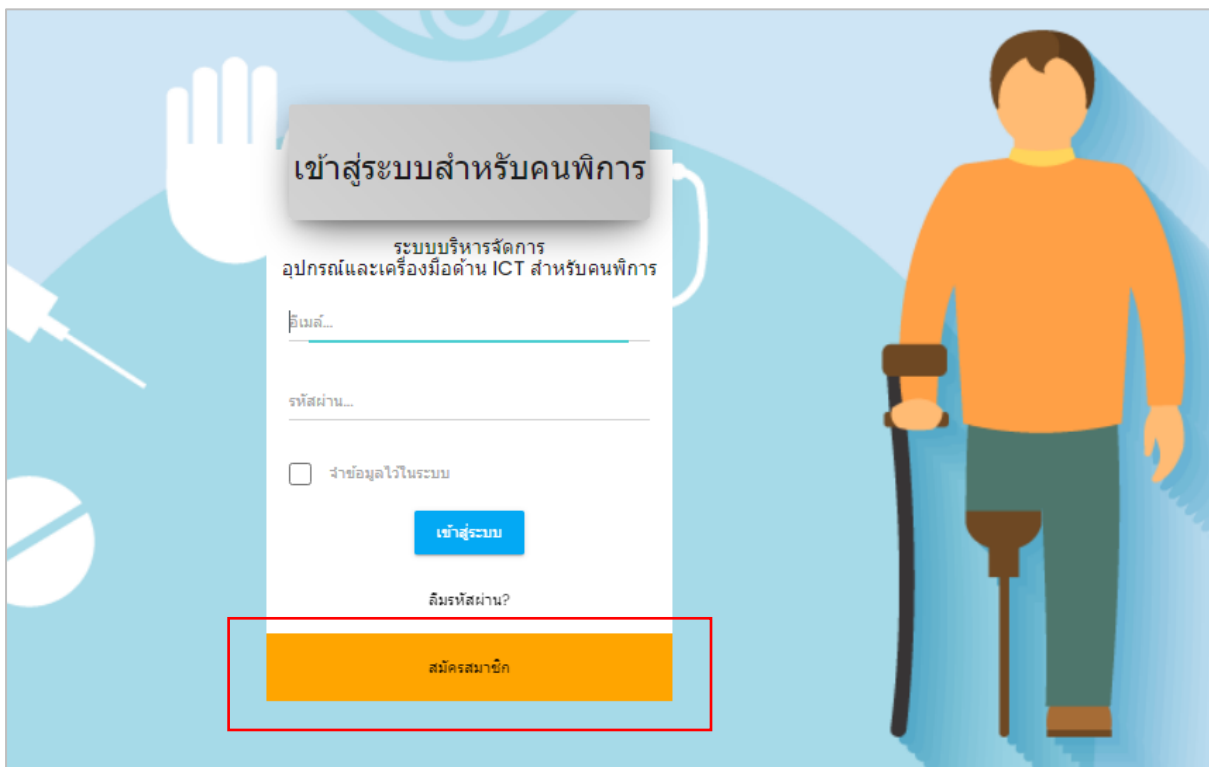 เข้าสู่ระบบสำหรับคนพิการ
ระบบบริหารจัดการ
อุปกรณ์และเครื่องมือด้าน ICT สำหรับคนพิการ
อีเมล์...
รหัสผ่าน...
จำข้อมูลไว้ในระบบ
เข้าสู่ระบบ
ลืมรหัสผ่าน?
สมัครสมาชิก